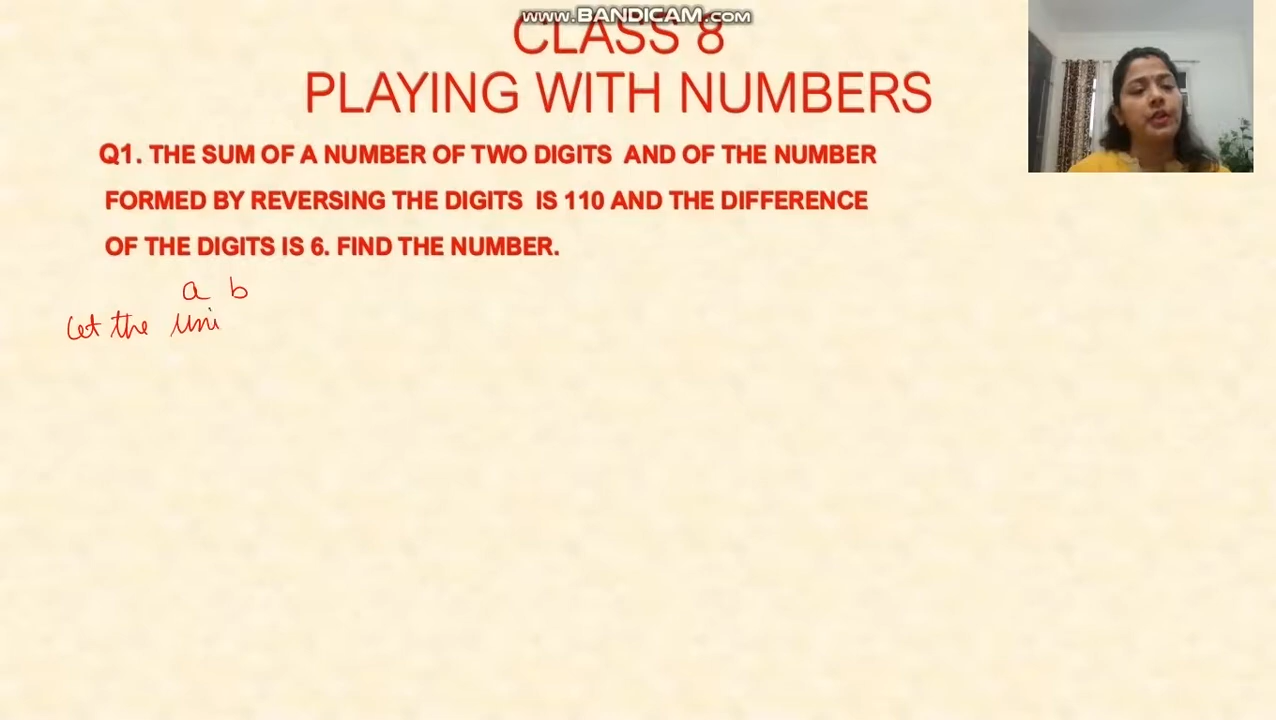 www.BANDICAM.com
CLASS 8
PLAYING WITH NUMBERS
Q1. THE SUM OF A NUMBER OF TWO DIGITS AND OF THE NUMBER
FORMED BY REVERSING THE DIGITS IS 110 AND THE DIFFERENCE
OF THE DIGITS IS 6. FIND THE NUMBER.
a b
Let the uni